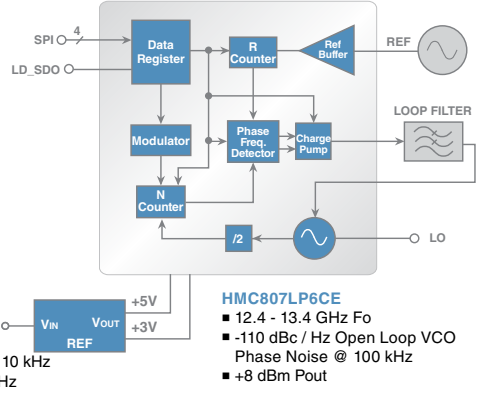 SPI 4
Data Register
R Counter
Ref Buffer
REF
LD_SDO
LOOP FILTER
Modulator
Phase Freq. Detector
Charge Pump
N Counter
/2
LO
+5V
VIN VOUT
+3V
REF
10 kHz
Hz
HMC807LP6CE
■ 12.4 - 13.4 GHz Fo
■ -110 dBc / Hz Open Loop VCO
Phase Noise @ 100 kHz
■ +8 dBm Pout